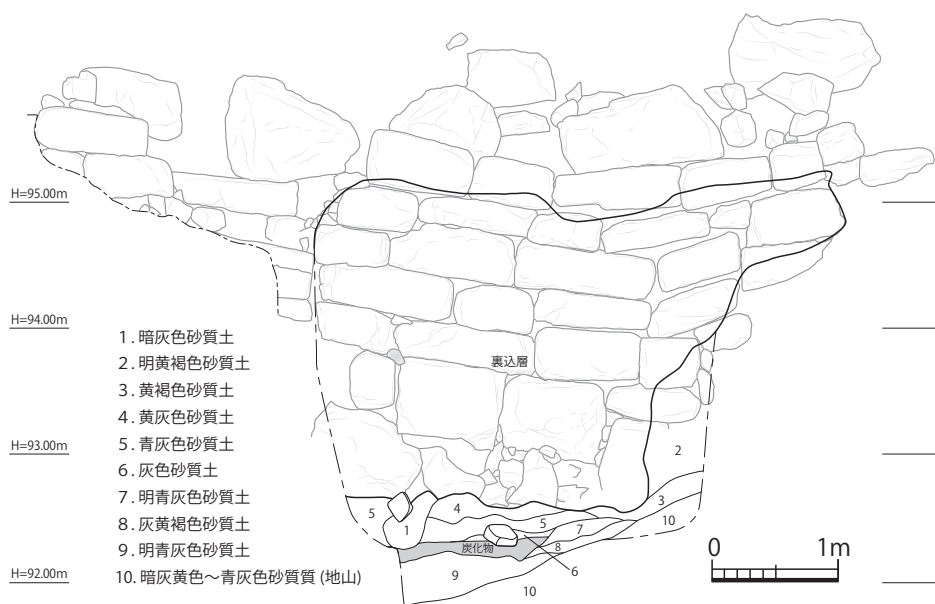 H=95.00m
H=94.00m
1. 暗灰色砂質土
2. 明黄褐色砂質土
裏込層
3. 黄褐色砂質土
4. 黄灰色砂質土
H=93.00m
5. 青灰色砂質土
2
6. 灰色砂質土
7. 明青灰色砂質土
3
5
4
10
8. 灰黄褐色砂質土
1
5
7
9. 明青灰色砂質土
炭化物
8
0 1m
H=92.00m
10. 暗灰黄色～青灰色砂質質 (地山)
9
6
10